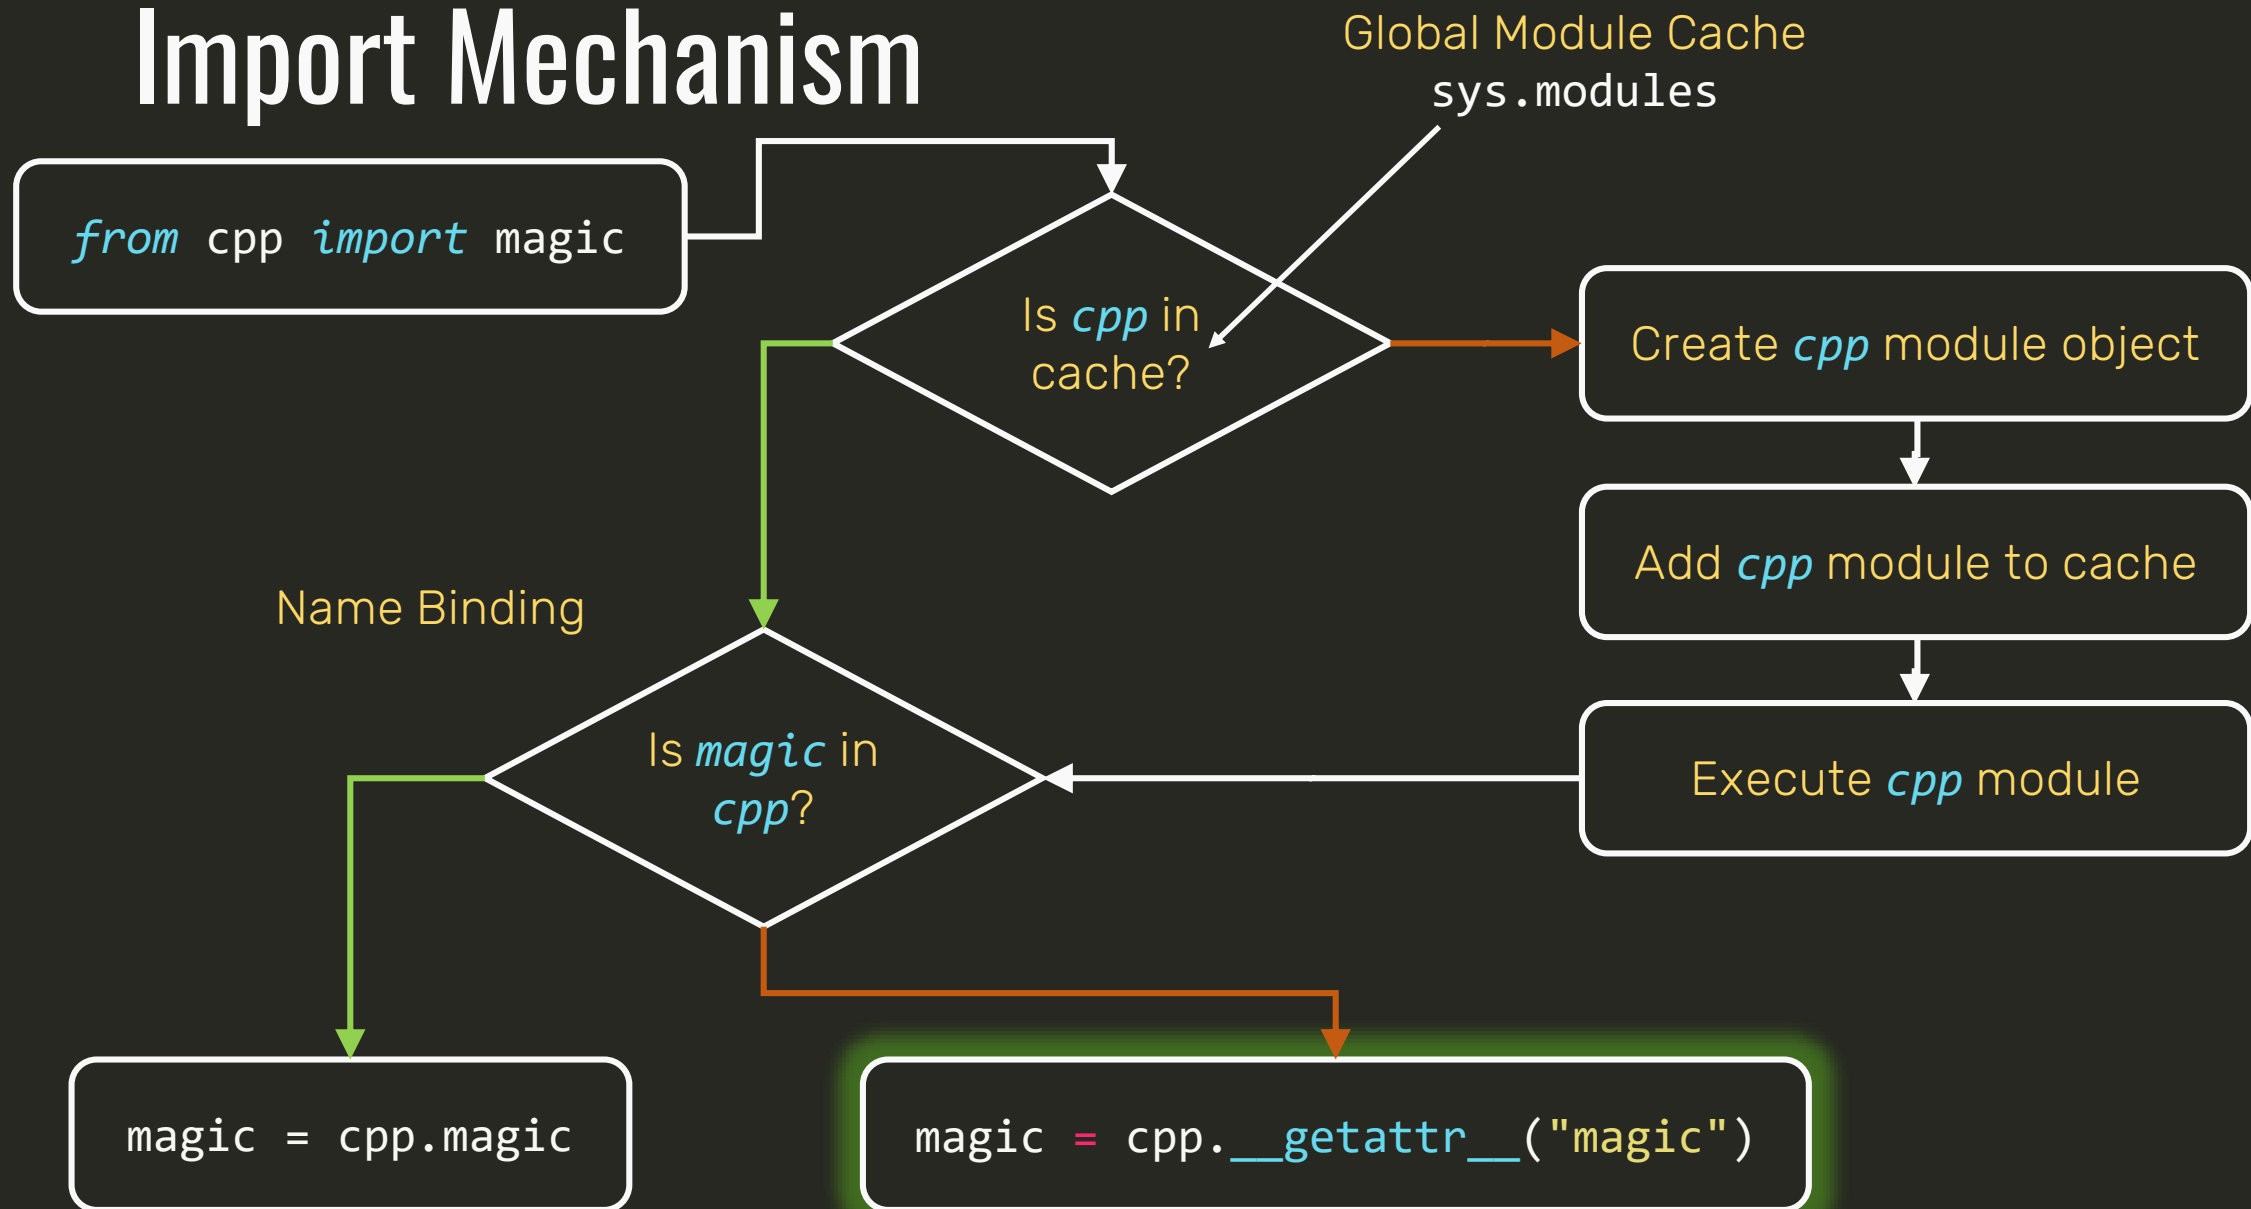 Import Mechanism
Global Module Cache
sys.modules
from cpp import magic
Is cpp in
cache?
Create cpp module object
Add cpp module to cache
Name Binding
Is magic in
cpp?
Execute cpp module
magic = cpp.magic
magic = cpp.__getattr__("magic")